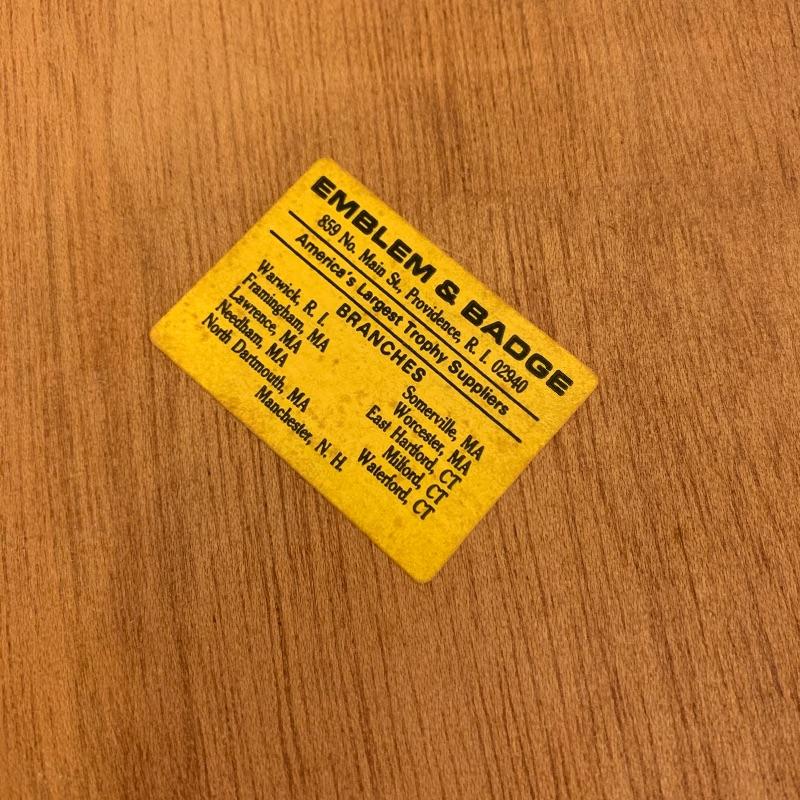 EMBLEM & BADGE
859 No. Main St., Providence, R. I. 02940
America's Largest Trophy Suppliers
BRANCHES
Warwick, R. I.
Framingham, MA
Lawrence, MA
Needham, MA
North Dartmouth, MA
Somerville, MA
Worcester, MA
East Hartford, CT
Milford, CT
Waterford, CT
Manchester, N. H.